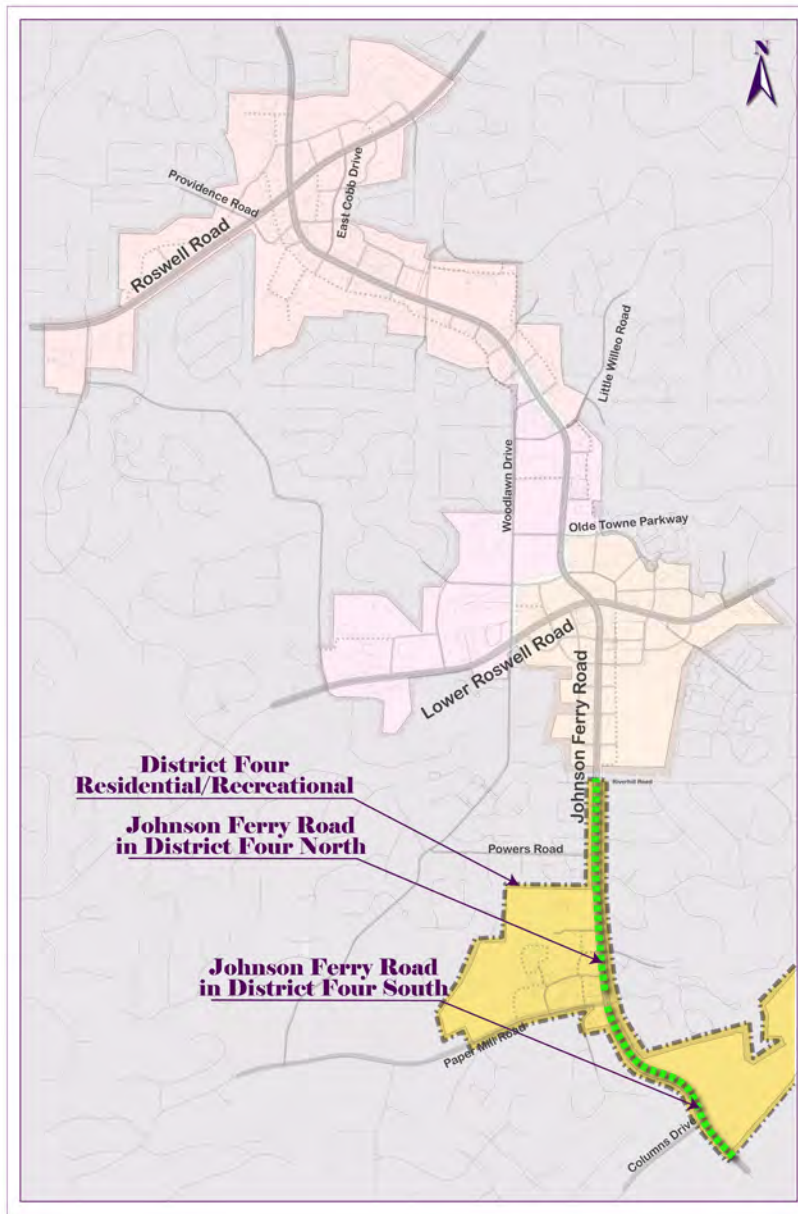 N
Providence Road
East Cobb Drive
Roswell Road
Little Willeo Road
Woodlawn Drive
Olde Towne Parkway
Lower Roswell Road
Johnson Ferry Road
District Four
Residential/Recreational
Riverhill Road
Johnson Ferry Road
in District Four North
Powers Road
Johnson Ferry Road
in District Four South
Paper Mill Road
Columns Drive